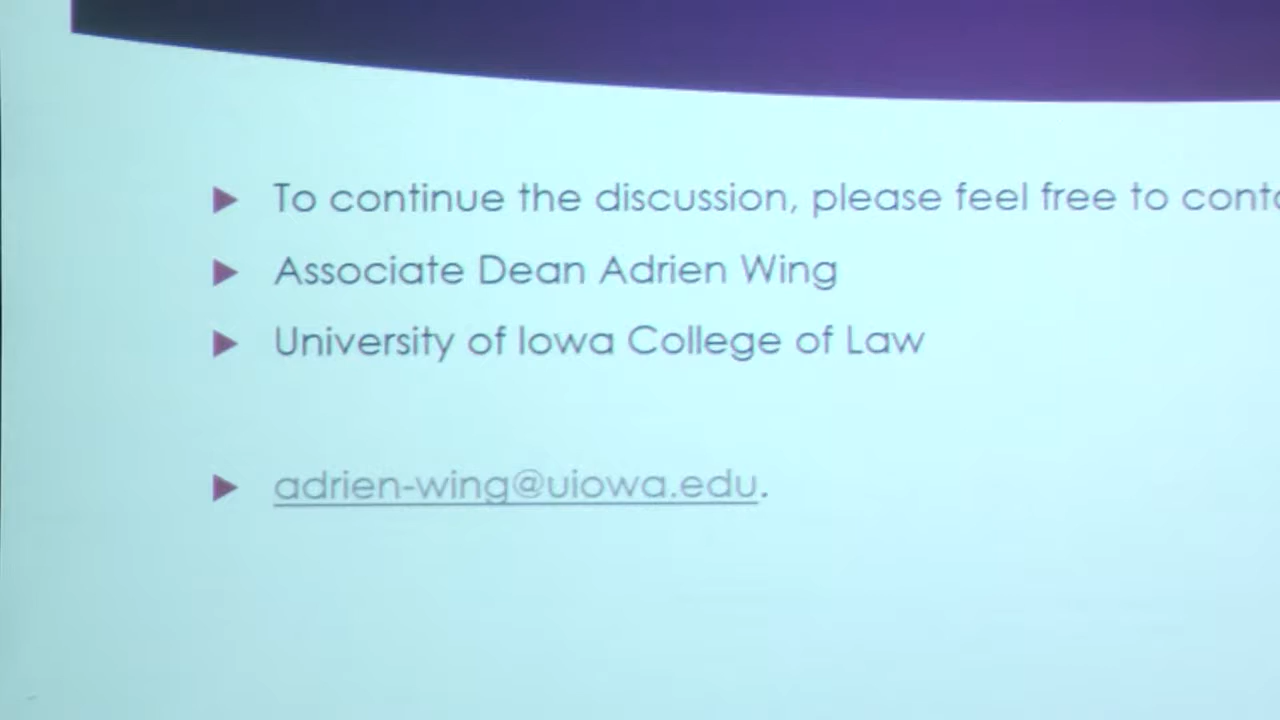 To continue the discussion, please feel free to
Associate Dean Adrien Wing
University of Iowa College of Law
adrien-wing@uiowa.edu.